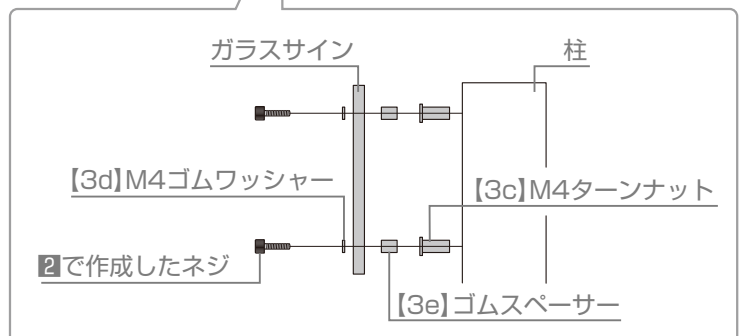 ガラスサイン
柱
【3d】M4ゴムワッシャー
【3c】M4ターンナット
2で作成したネジ
【3e】ゴムスペーサー